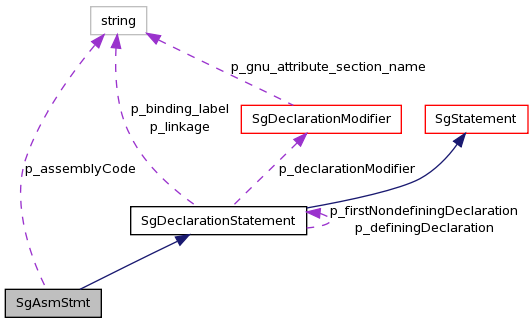 string
p_gnu_attribute_section_name
p_binding_label
p_linkage
SgDeclarationModifier
SgStatement
p_assemblyCode
p_declarationModifier
SgDeclarationStatement
p_firstNondefiningDeclaration
p_definingDeclaration
SgAsmStmt